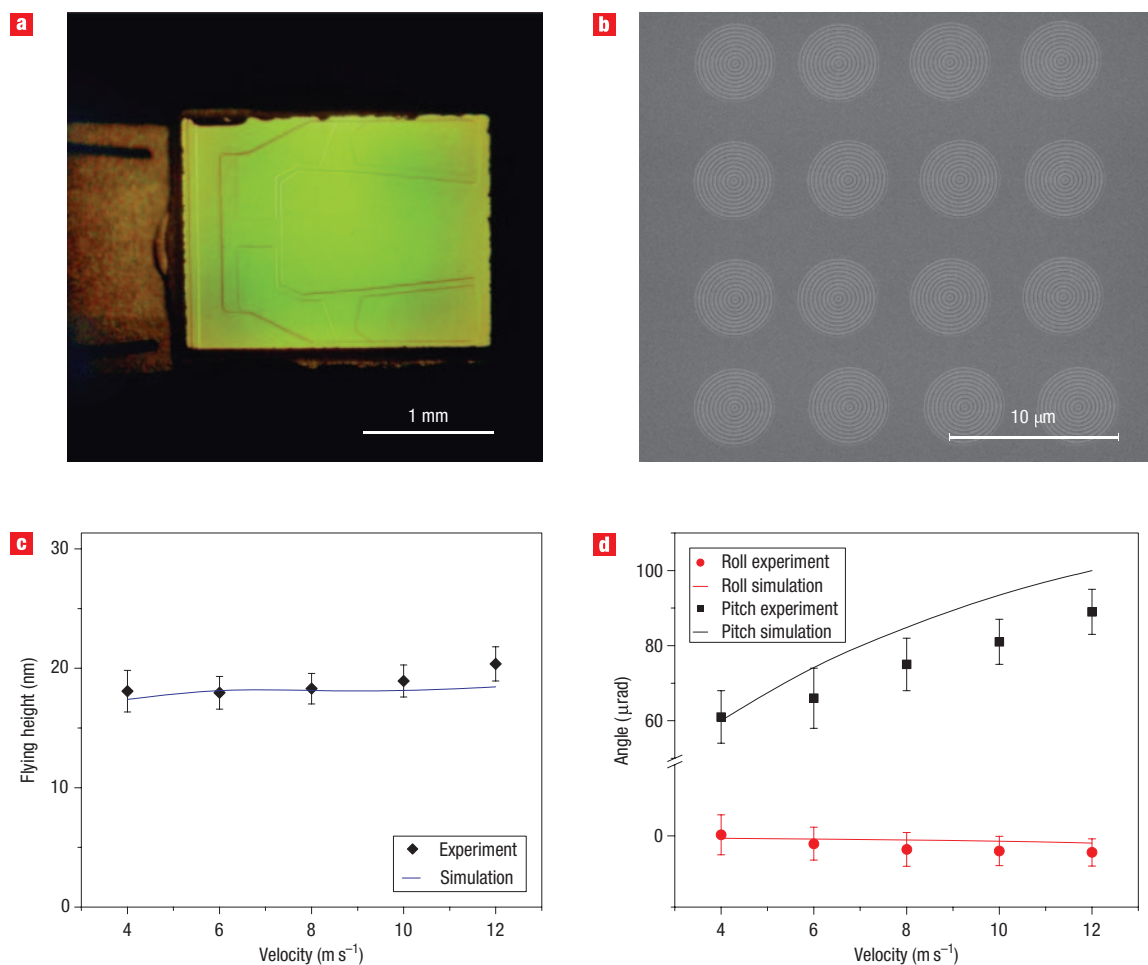 a
1 mm
b
10 μm
c
30
20
10
0
Flying height (nm)
4 6 8 10 12
Velocity (m s⁻¹)
Experiment
Simulation
d
100
80
60
0
Angle (μrad)
4 6 8 10 12
Velocity (m s⁻¹)
Roll experiment
Roll simulation
Pitch experiment
Pitch simulation